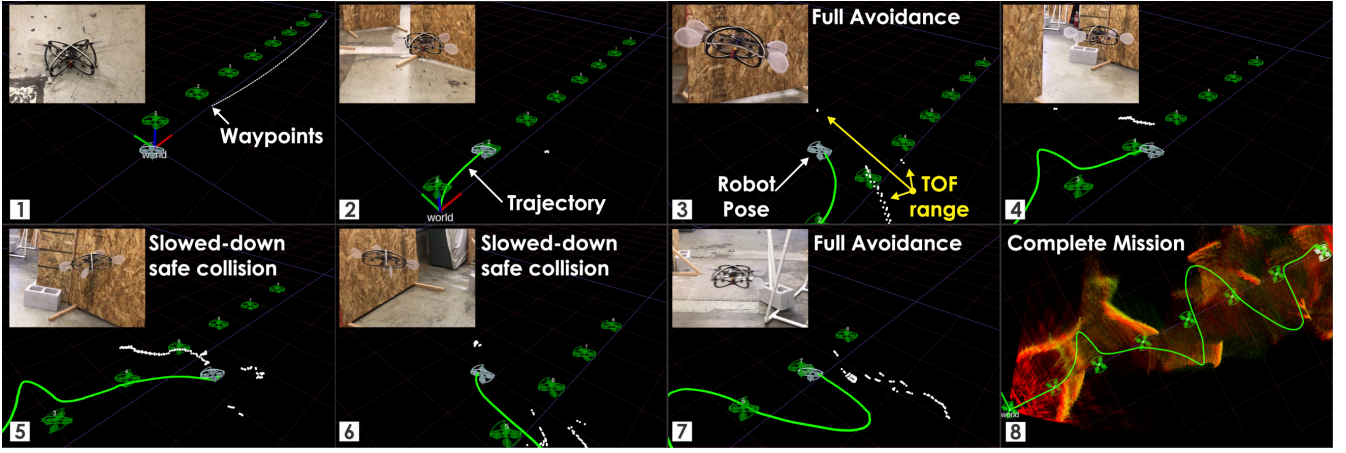 Waypoints
world
1
Trajectory
world
2
Full Avoidance
Robot
Pose
TOF
range
3
4
Slowed-down
safe collision
5
Slowed-down
safe collision
6
Full Avoidance
7
Complete Mission
world
8